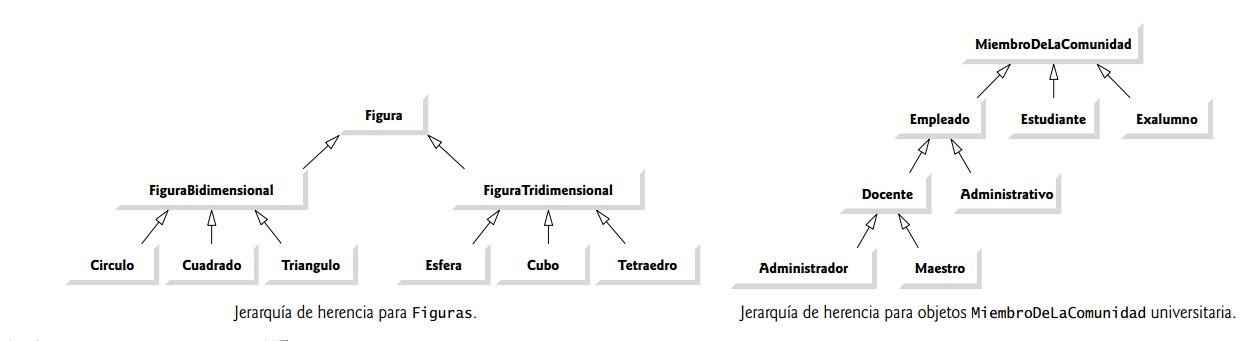 Figura
FiguraBidimensional
FiguraTridimensional
Circulo
Cuadrado
Triangulo
Esfera
Cubo
Tetraedro
Jerarquía de herencia para Figuras.
MiembroDeLaComunidad
Empleado
Estudiante
Exalumno
Docente
Administrativo
Administrador
Maestro
Jerarquía de herencia para objetos MiembroDeLaComunidad universitaria.